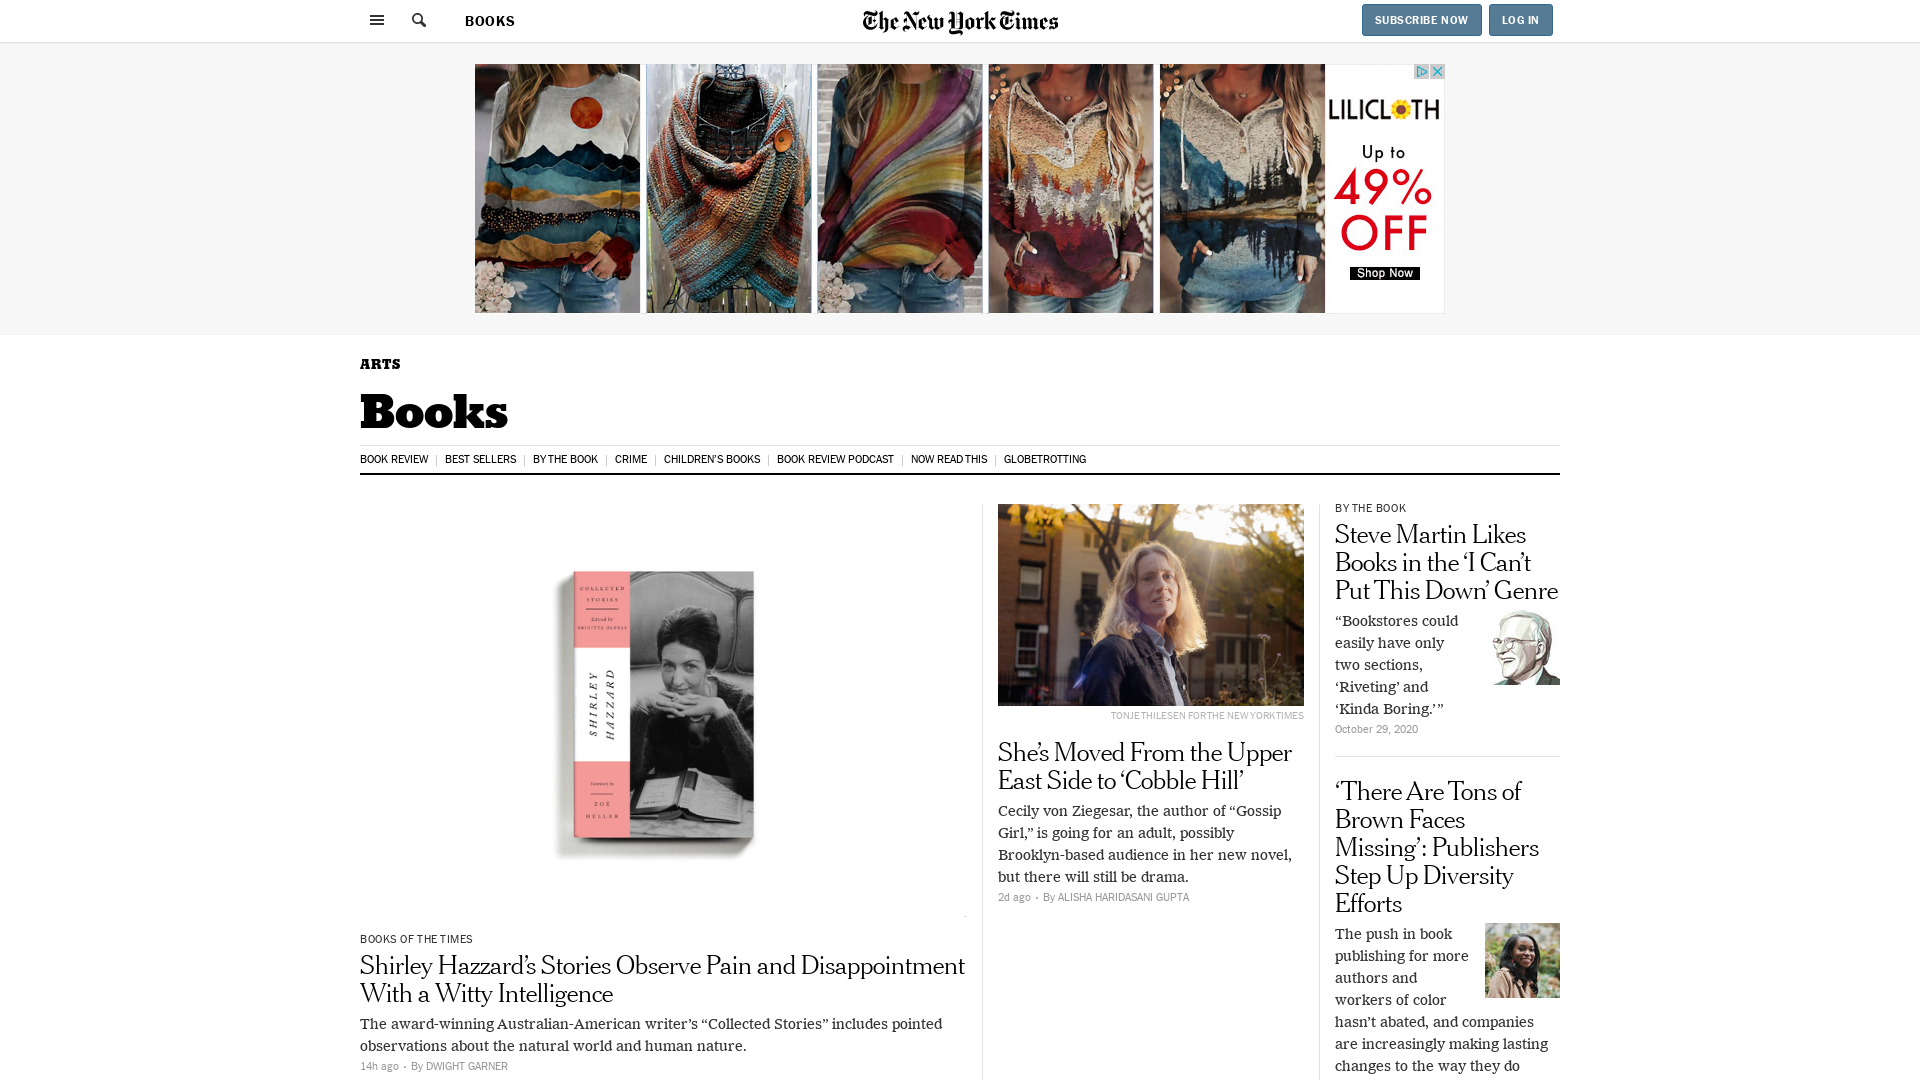 BOOKS
The New York Times
SUBSCRIBE NOW
LOG IN
LILICLOTH
Up to
49%
OFF
Shop Now
ARTS
Books
BOOK REVIEW
BEST SELLERS
BY THE BOOK
CRIME
CHILDREN'S BOOKS
BOOK REVIEW PODCAST
NOW READ THIS
GLOBETROTTING
COLLECTED
STORIES
Edited by
BRIGITTA OLUBAS
SHIRLEY
HAZZARD
Foreword by
ZOË
HELLER
BOOKS OF THE TIMES
Shirley Hazzard’s Stories Observe Pain and Disappointment
With a Witty Intelligence
The award-winning Australian-American writer’s “Collected Stories” includes pointed
observations about the natural world and human nature.
14h ago · By DWIGHT GARNER
TONJE THILESEN FOR THE NEW YORK TIMES
She’s Moved From the Upper
East Side to ‘Cobble Hill’
Cecily von Ziegesar, the author of “Gossip
Girl,” is going for an adult, possibly
Brooklyn-based audience in her new novel,
but there will still be drama.
2d ago · By ALISHA HARIDASANI GUPTA
BY THE BOOK
Steve Martin Likes
Books in the ‘I Can’t
Put This Down’ Genre
“Bookstores could
easily have only
two sections,
‘Riveting’ and
‘Kinda Boring.’”
October 29, 2020
‘There Are Tons of
Brown Faces
Missing’: Publishers
Step Up Diversity
Efforts
The push in book
publishing for more
authors and
workers of color
hasn’t abated, and companies
are increasingly making lasting
changes to the way they do